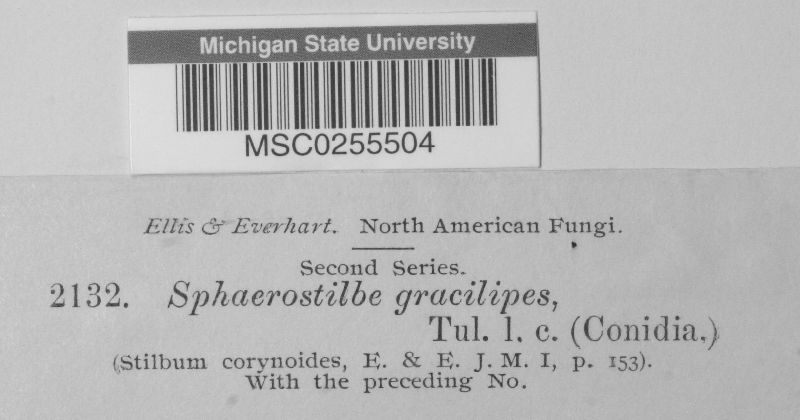 Michigan State University
MSC0255504
Ellis & Everhart. North American Fungi.
Second Series.
2132. Sphaerostilbe gracilipes,
Tul. l. c. (Conidia.)
(Stilbum corynoides, E. & E. J. M. I, p. 153).
With the preceding No.